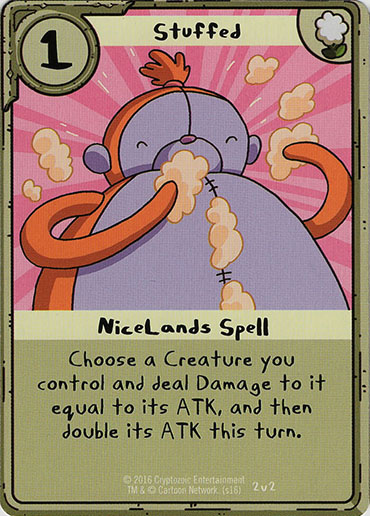 1
Stuffed
NiceLands Spell
Choose a Creature you
control and deal Damage to it
equal to its ATK, and then
double its ATK this turn.
© 2016 Cryptozoic Entertainment
TM & © Cartoon Network. (s16)
2u2